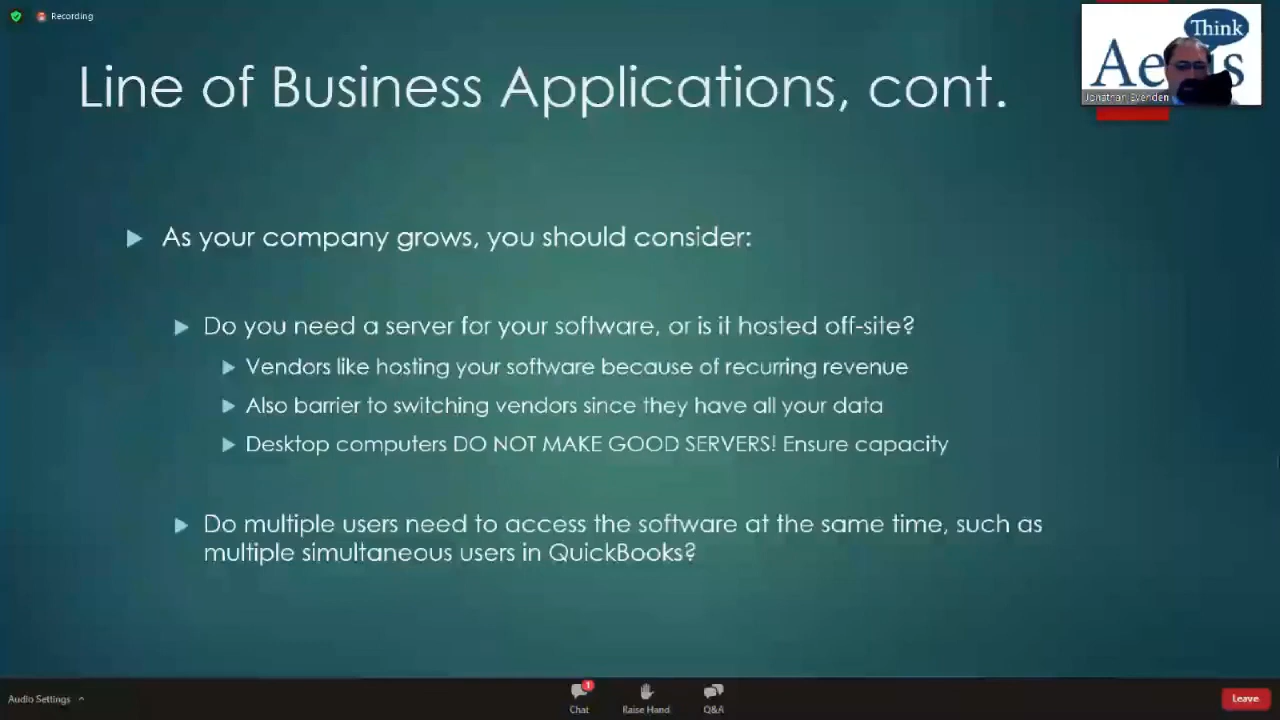 Recording
Think
Line of Business Applications, cont.
Jonathan Evenden
As your company grows, you should consider:
Do you need a server for your software, or is it hosted off-site?
Vendors like hosting your software because of recurring revenue
Also barrier to switching vendors since they have all your data
Desktop computers DO NOT MAKE GOOD SERVERS! Ensure capacity
Do multiple users need to access the software at the same time, such as
multiple simultaneous users in QuickBooks?
Audio Settings
1
Chat
Raise Hand
Q&A
Leave